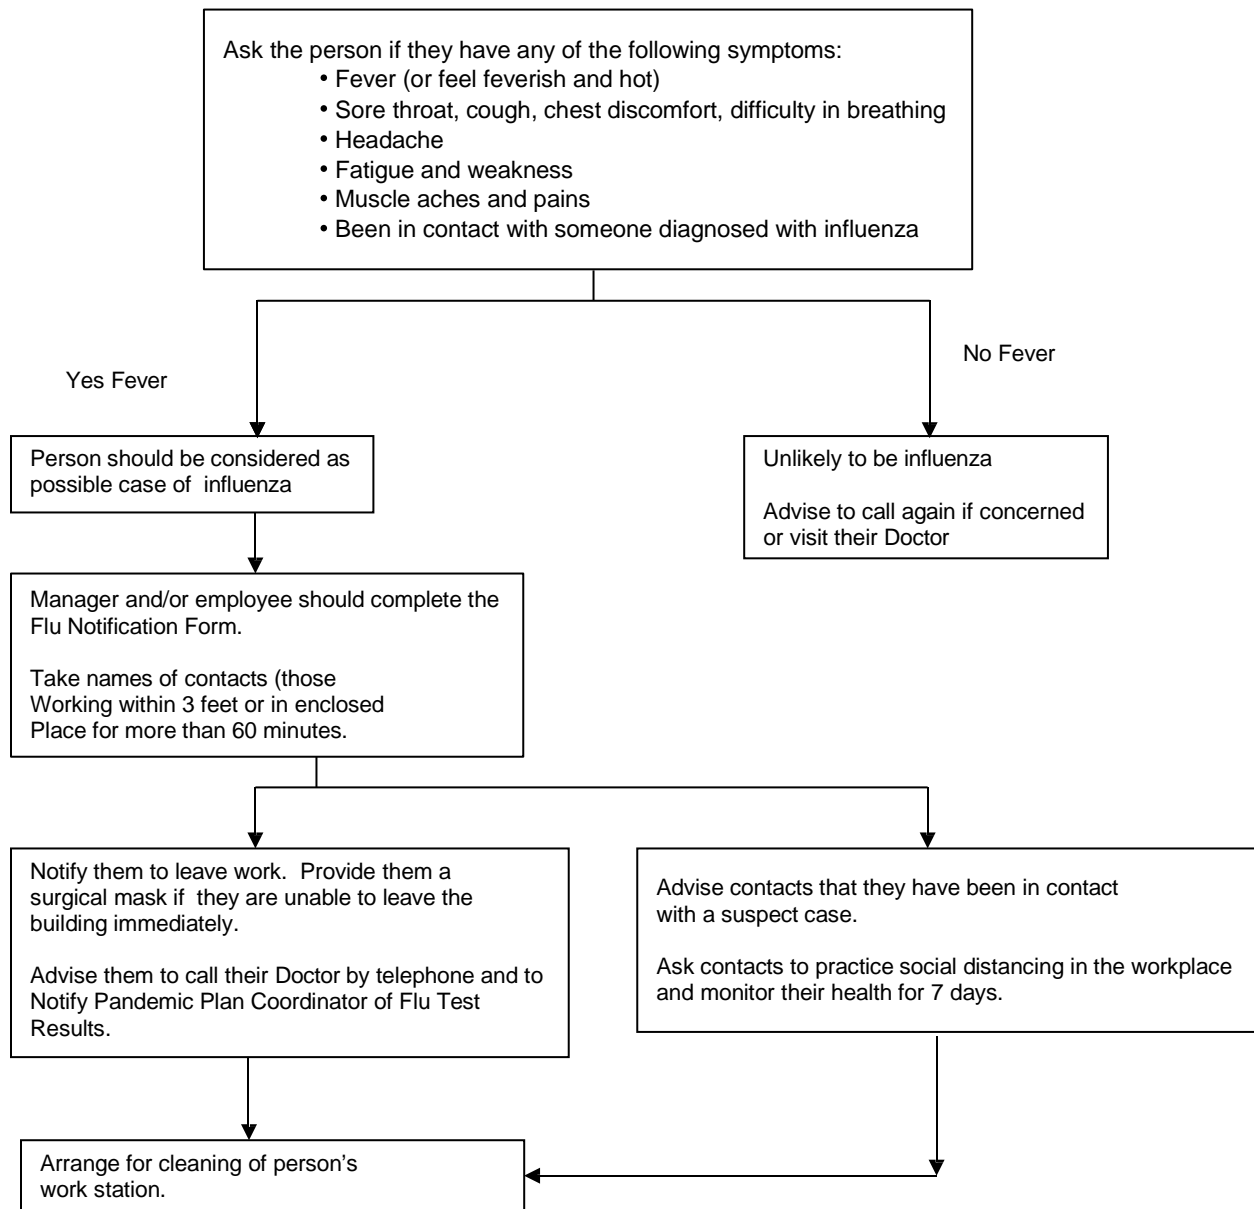 Ask the person if they have any of the following symptoms:
• Fever (or feel feverish and hot)
• Sore throat, cough, chest discomfort, difficulty in breathing
• Headache
• Fatigue and weakness
• Muscle aches and pains
• Been in contact with someone diagnosed with influenza
No Fever
Yes Fever
Person should be considered as
possible case of influenza
Unlikely to be influenza
Advise to call again if concerned
or visit their Doctor
Manager and/or employee should complete the
Flu Notification Form.
Take names of contacts (those
Working within 3 feet or in enclosed
Place for more than 60 minutes.
Notify them to leave work. Provide them a
surgical mask if they are unable to leave the
building immediately.
Advise them to call their Doctor by telephone and to
Notify Pandemic Plan Coordinator of Flu Test
Results.
Advise contacts that they have been in contact
with a suspect case.
Ask contacts to practice social distancing in the workplace
and monitor their health for 7 days.
Arrange for cleaning of person's
work station.